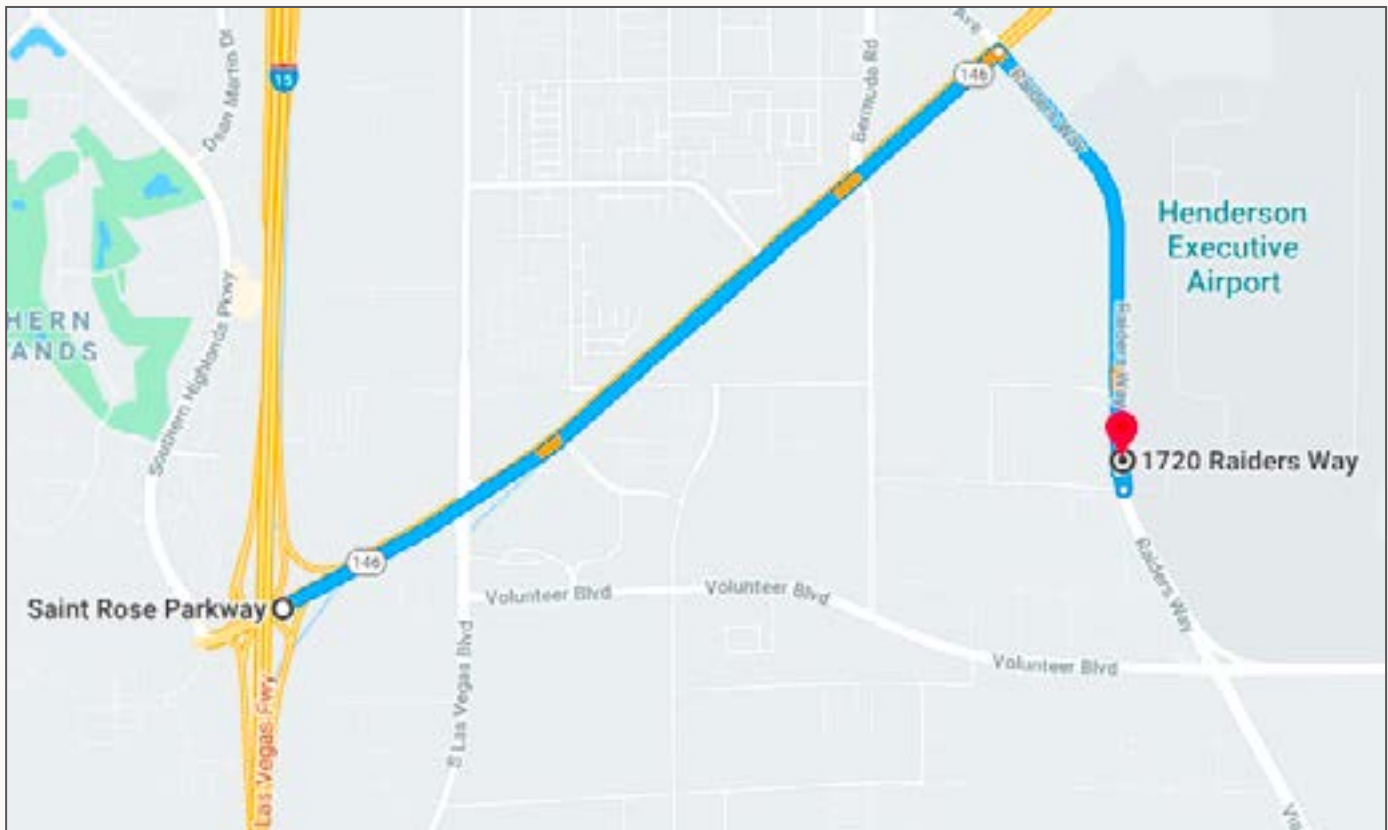 Dean Martin Dr
15
Bermuda Rd
Ave
146
Raiders Way
Henderson
Executive
Airport
HERN
ANDS
Southern Highlands Pkwy
Raiders Way
1720 Raiders Way
146
Saint Rose Parkway
Volunteer Blvd
Volunteer Blvd
Raiders Way
Volunteer Blvd
Las Vegas Blvd
Las Vegas Fwy